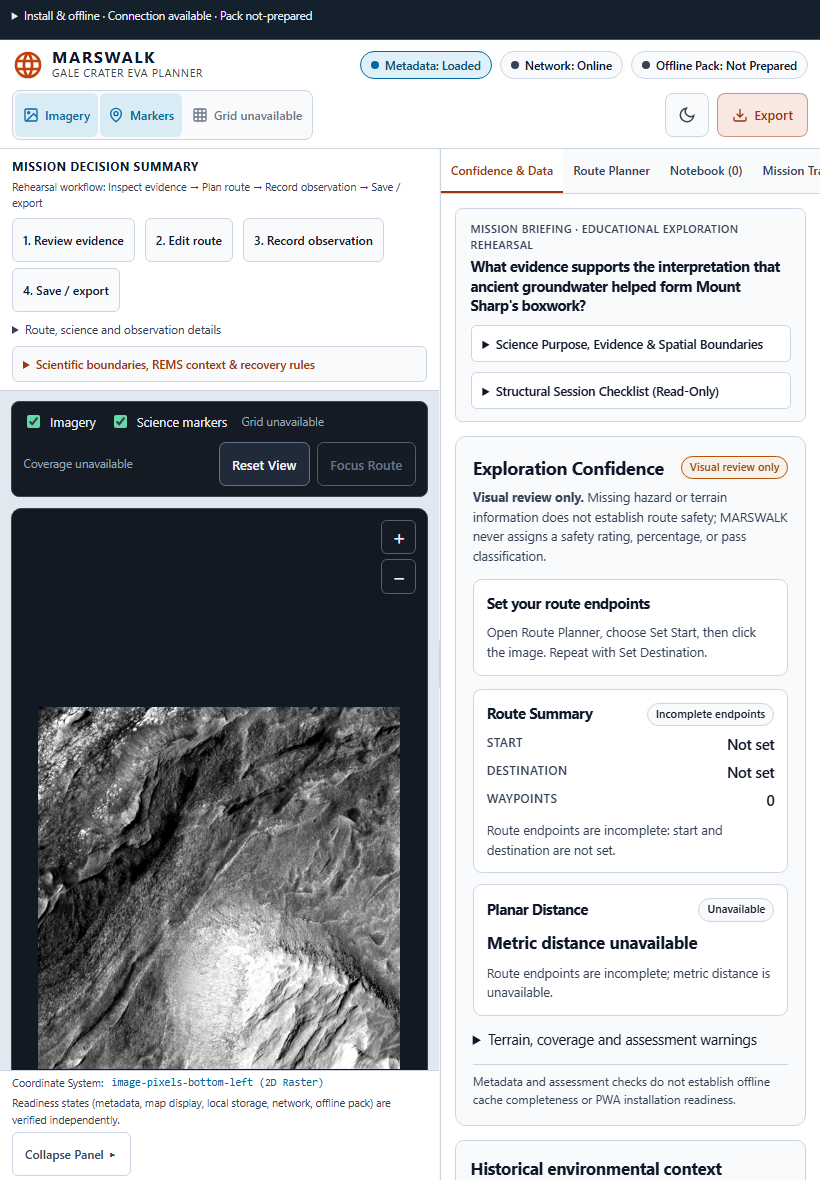 ▶ Install & offline · Connection available · Pack not-prepared
MARSWALK
GALE CRATER EVA PLANNER
Metadata: Loaded
Network: Online
Offline Pack: Not Prepared
Imagery
Markers
Grid unavailable
Export
MISSION DECISION SUMMARY
Rehearsal workflow: Inspect evidence → Plan route → Record observation → Save /
export
1. Review evidence
2. Edit route
3. Record observation
4. Save / export
▶ Route, science and observation details
▶ Scientific boundaries, REMS context & recovery rules
Imagery
Science markers
Grid unavailable
Coverage unavailable
Reset View
Focus Route
+
−
Coordinate System: image-pixels-bottom-left (2D Raster)
Readiness states (metadata, map display, local storage, network, offline pack) are
verified independently.
Collapse Panel ▸
Confidence & Data
Route Planner
Notebook (0)
Mission Tra
MISSION BRIEFING · EDUCATIONAL EXPLORATION
REHEARSAL
What evidence supports the interpretation that
ancient groundwater helped form Mount
Sharp's boxwork?
▶ Science Purpose, Evidence & Spatial Boundaries
▶ Structural Session Checklist (Read-Only)
Exploration Confidence
Visual review only
Visual review only. Missing hazard or terrain
information does not establish route safety; MARSWALK
never assigns a safety rating, percentage, or pass
classification.
Set your route endpoints
Open Route Planner, choose Set Start, then click
the image. Repeat with Set Destination.
Route Summary
Incomplete endpoints
START
Not set
DESTINATION
Not set
WAYPOINTS
0
Route endpoints are incomplete: start and
destination are not set.
Planar Distance
Unavailable
Metric distance unavailable
Route endpoints are incomplete; metric distance is
unavailable.
▶ Terrain, coverage and assessment warnings
Metadata and assessment checks do not establish offline
cache completeness or PWA installation readiness.
Historical environmental context